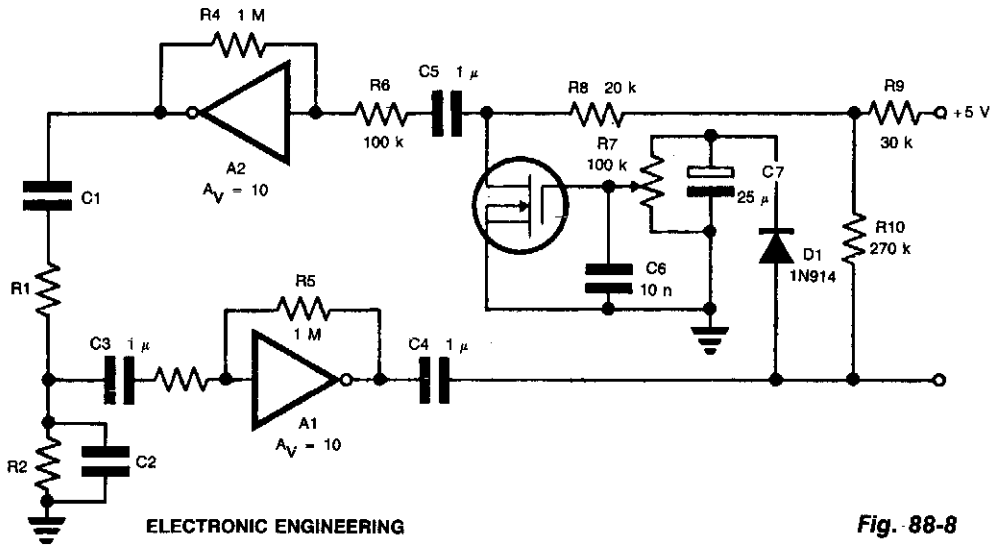 R4 1 M
A2
A_V = 10
R6
100 k
C5 1 μ
R8 20 k
R9
30 k
+5 V
R7
100 k
C7
25 μ
C1
R1
C6
10 n
D1
1N914
R10
270 k
R5
1 M
C3 1 μ
A1
A_V = 10
C4 1 μ
R2
C2
ELECTRONIC ENGINEERING
Fig. 88-8